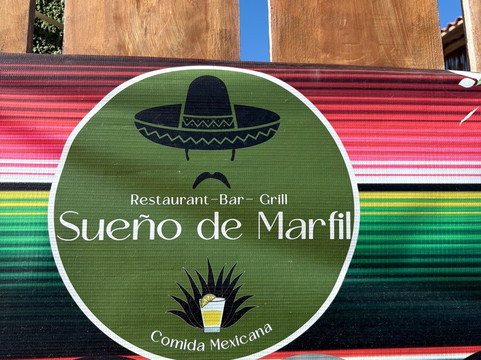 Restaurant-Bar- Grill
Sueño de Marfil
Comida Mexicana